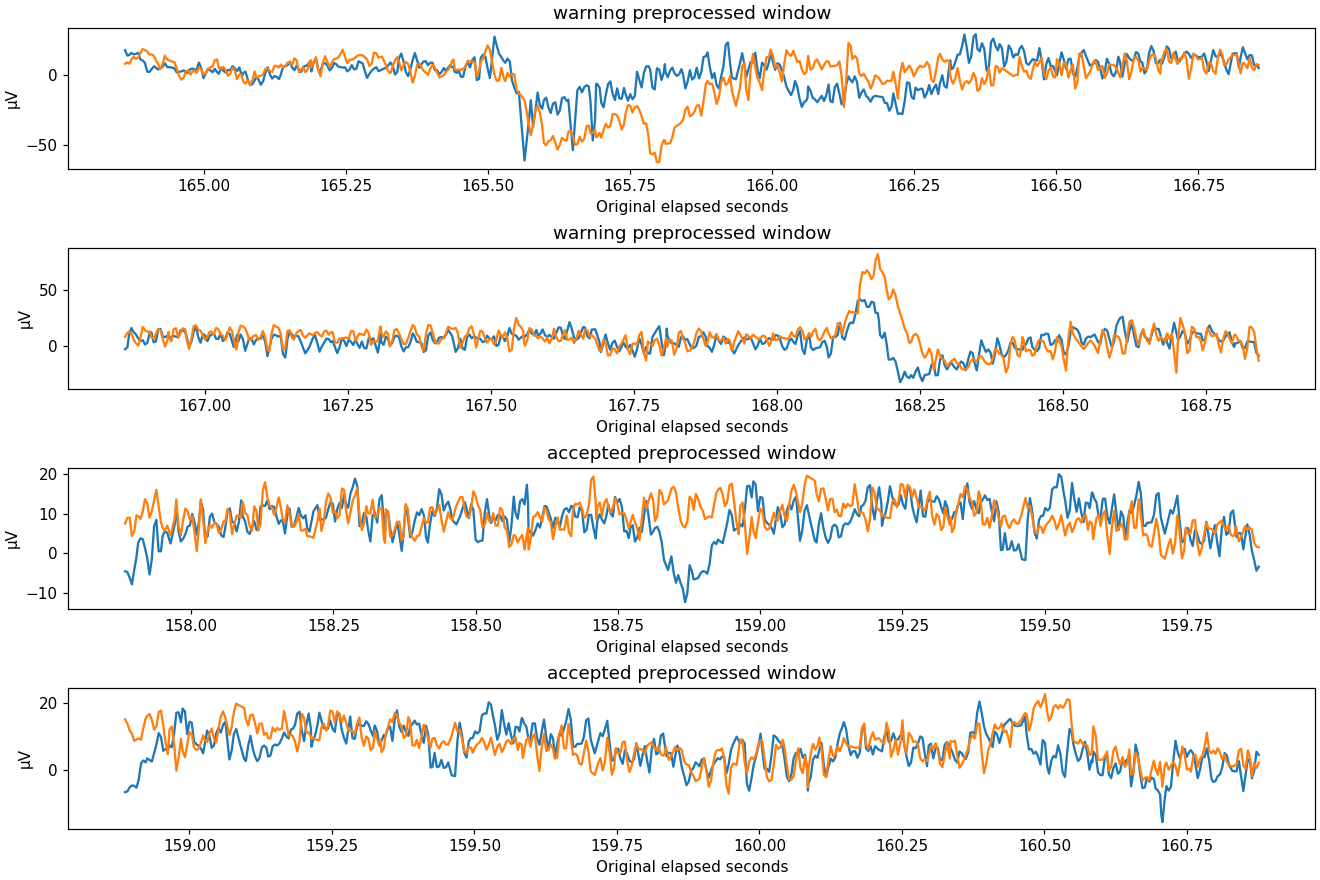 warning preprocessed window
0
−50
µV
165.00 165.25 165.50 165.75 166.00 166.25 166.50 166.75
Original elapsed seconds
warning preprocessed window
50
0
µV
167.00 167.25 167.50 167.75 168.00 168.25 168.50 168.75
Original elapsed seconds
accepted preprocessed window
20
10
0
−10
µV
158.00 158.25 158.50 158.75 159.00 159.25 159.50 159.75
Original elapsed seconds
accepted preprocessed window
20
0
µV
159.00 159.25 159.50 159.75 160.00 160.25 160.50 160.75
Original elapsed seconds